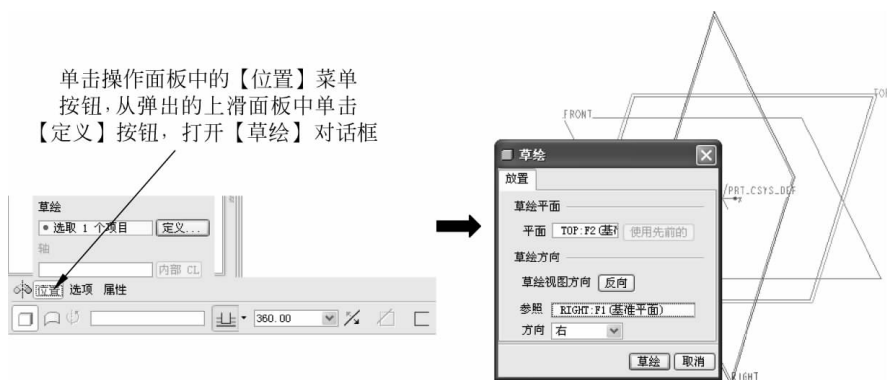 单击操作面板中的【位置】菜单
按钮，从弹出的上滑面板中单击
【定义】按钮，打开【草绘】对话框
草绘
选取 1 个项目
定义...
轴
内部 CL
位置 选项 属性
360.00
FRONT
TOP
PRT_CSYS_DEF
y
RIGHT
草绘
放置
草绘平面
平面 TOP:F2(基 使用先前的
草绘方向
草绘视图方向 反向
参照 RIGHT:F1(基准平面)
方向 右
草绘 取消